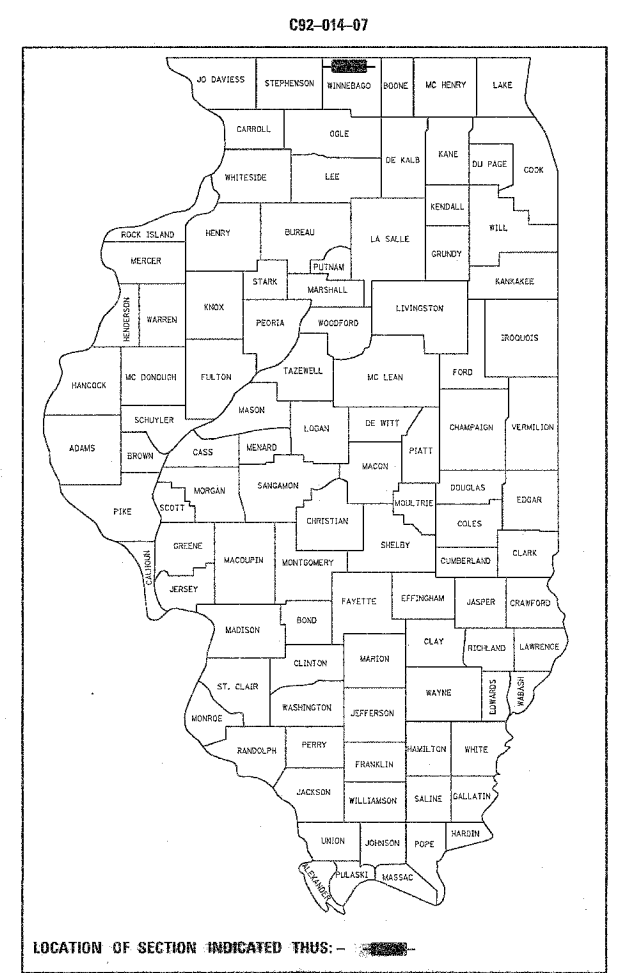 C92-014-07
JO DAVIESS STEPHENSON WINNEBAGO BOONE MC HENRY LAKE
CARROLL OGLE
DE KALB KANE DU PAGE COOK
WHITESIDE LEE
KENDALL
ROCK ISLAND HENRY BUREAU LA SALLE GRUNDY WILL
MERCER PUTNAM
STARK MARSHALL KANKAKEE
HENDERSON WARREN KNOX PEORIA WOODFORD LIVINGSTON IROQUOIS
TAZEWELL MC LEAN FORD
HANCOCK MC DONOUGH FULTON
MASON
SCHUYLER LOGAN DE WITT CHAMPAIGN VERMILION
ADAMS BROWN CASS MENARD PIATT
MACON
MORGAN SANGAMON DOUGLAS EDGAR
PIKE SCOTT MOULTRIE
CHRISTIAN COLES
GREENE SHELBY
CALHOUN MACOUPIN MONTGOMERY CUMBERLAND CLARK
JERSEY FAYETTE EFFINGHAM JASPER CRAWFORD
BOND
MADISON CLAY RICHLAND LAWRENCE
CLINTON MARION
ST. CLAIR WAYNE EDWARDS WABASH
WASHINGTON JEFFERSON
MONROE
RANDOLPH PERRY HAMILTON WHITE
FRANKLIN
JACKSON WILLIAMSON SALINE GALLATIN
UNION JOHNSON POPE HARDIN
ALEXANDER PULASKI MASSAC
LOCATION OF SECTION INDICATED THUS: -